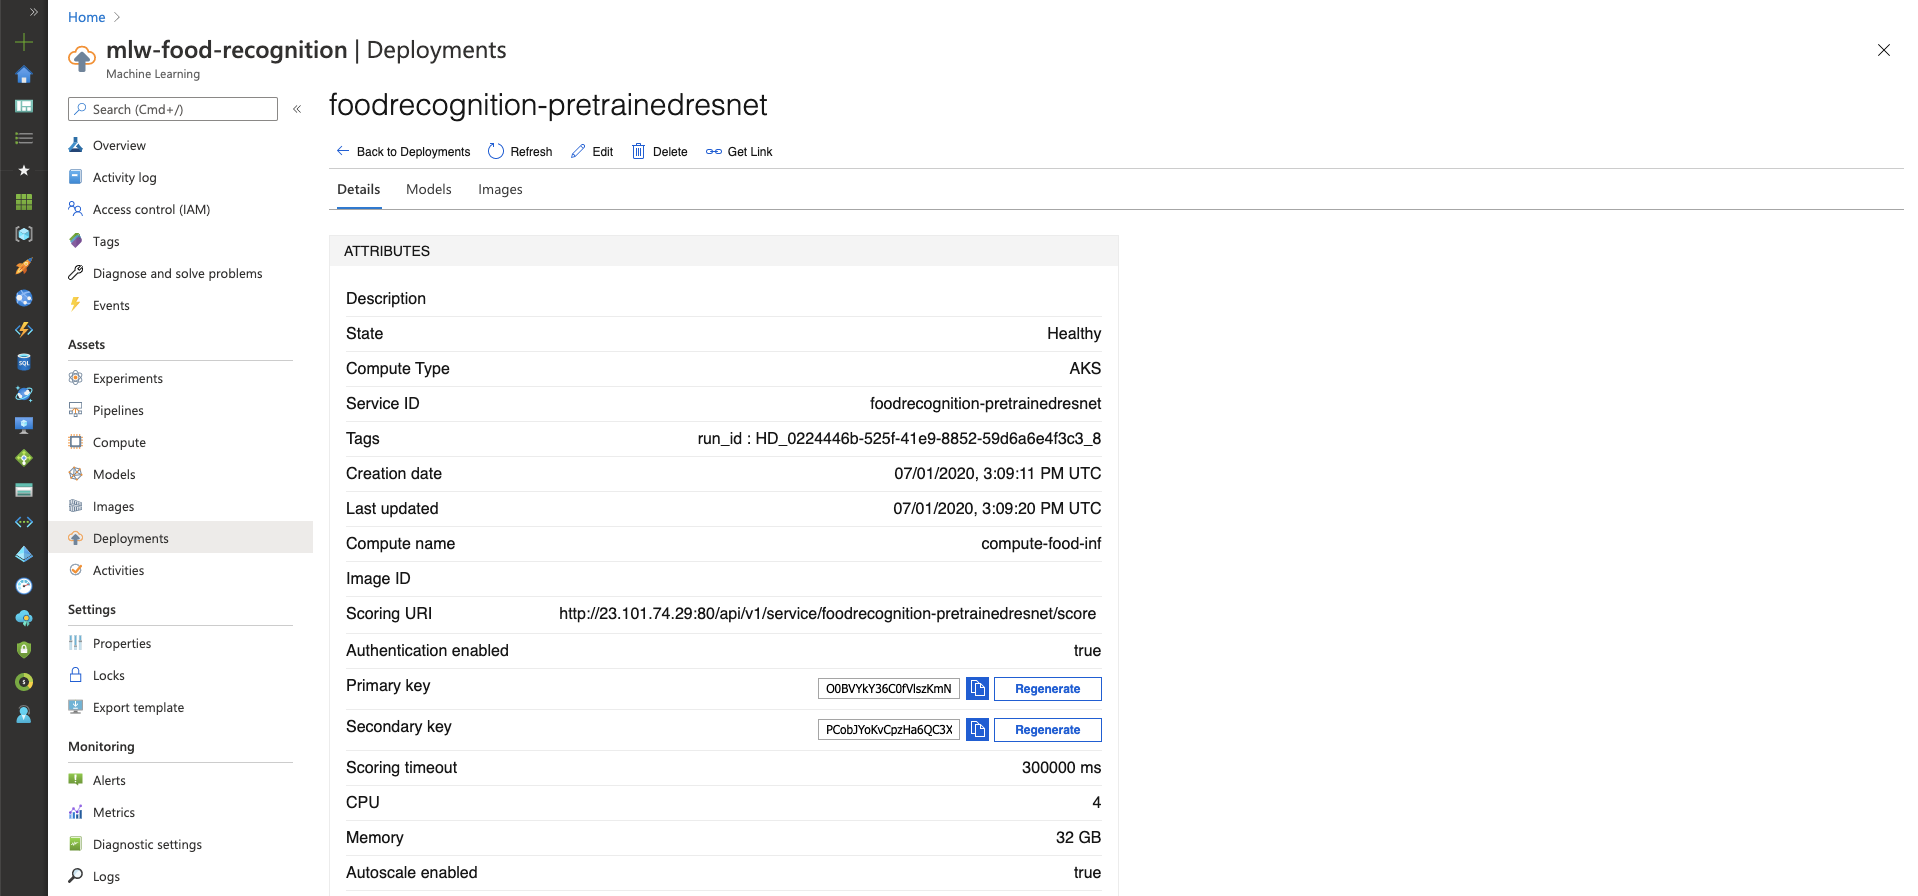 Home
mlw-food-recognition | Deployments
Machine Learning
Search (Cmd+/)
Overview
Activity log
Access control (IAM)
Tags
Diagnose and solve problems
Events
Assets
Experiments
Pipelines
Compute
Models
Images
Deployments
Activities
Settings
Properties
Locks
Export template
Monitoring
Alerts
Metrics
Diagnostic settings
Logs
foodrecognition-pretrainedresnet
Back to Deployments Refresh Edit Delete Get Link
Details Models Images
ATTRIBUTES
Description
State Healthy
Compute Type AKS
Service ID foodrecognition-pretrainedresnet
Tags run_id : HD_0224446b-525f-41e9-8852-59d6a6e4f3c3_8
Creation date 07/01/2020, 3:09:11 PM UTC
Last updated 07/01/2020, 3:09:20 PM UTC
Compute name compute-food-inf
Image ID
Scoring URI http://23.101.74.29:80/api/v1/service/foodrecognition-pretrainedresnet/score
Authentication enabled true
Primary key O0BVYkY36C0fVlszKmN Regenerate
Secondary key PCobJYoKvCpzHa6QC3X Regenerate
Scoring timeout 300000 ms
CPU 4
Memory 32 GB
Autoscale enabled true